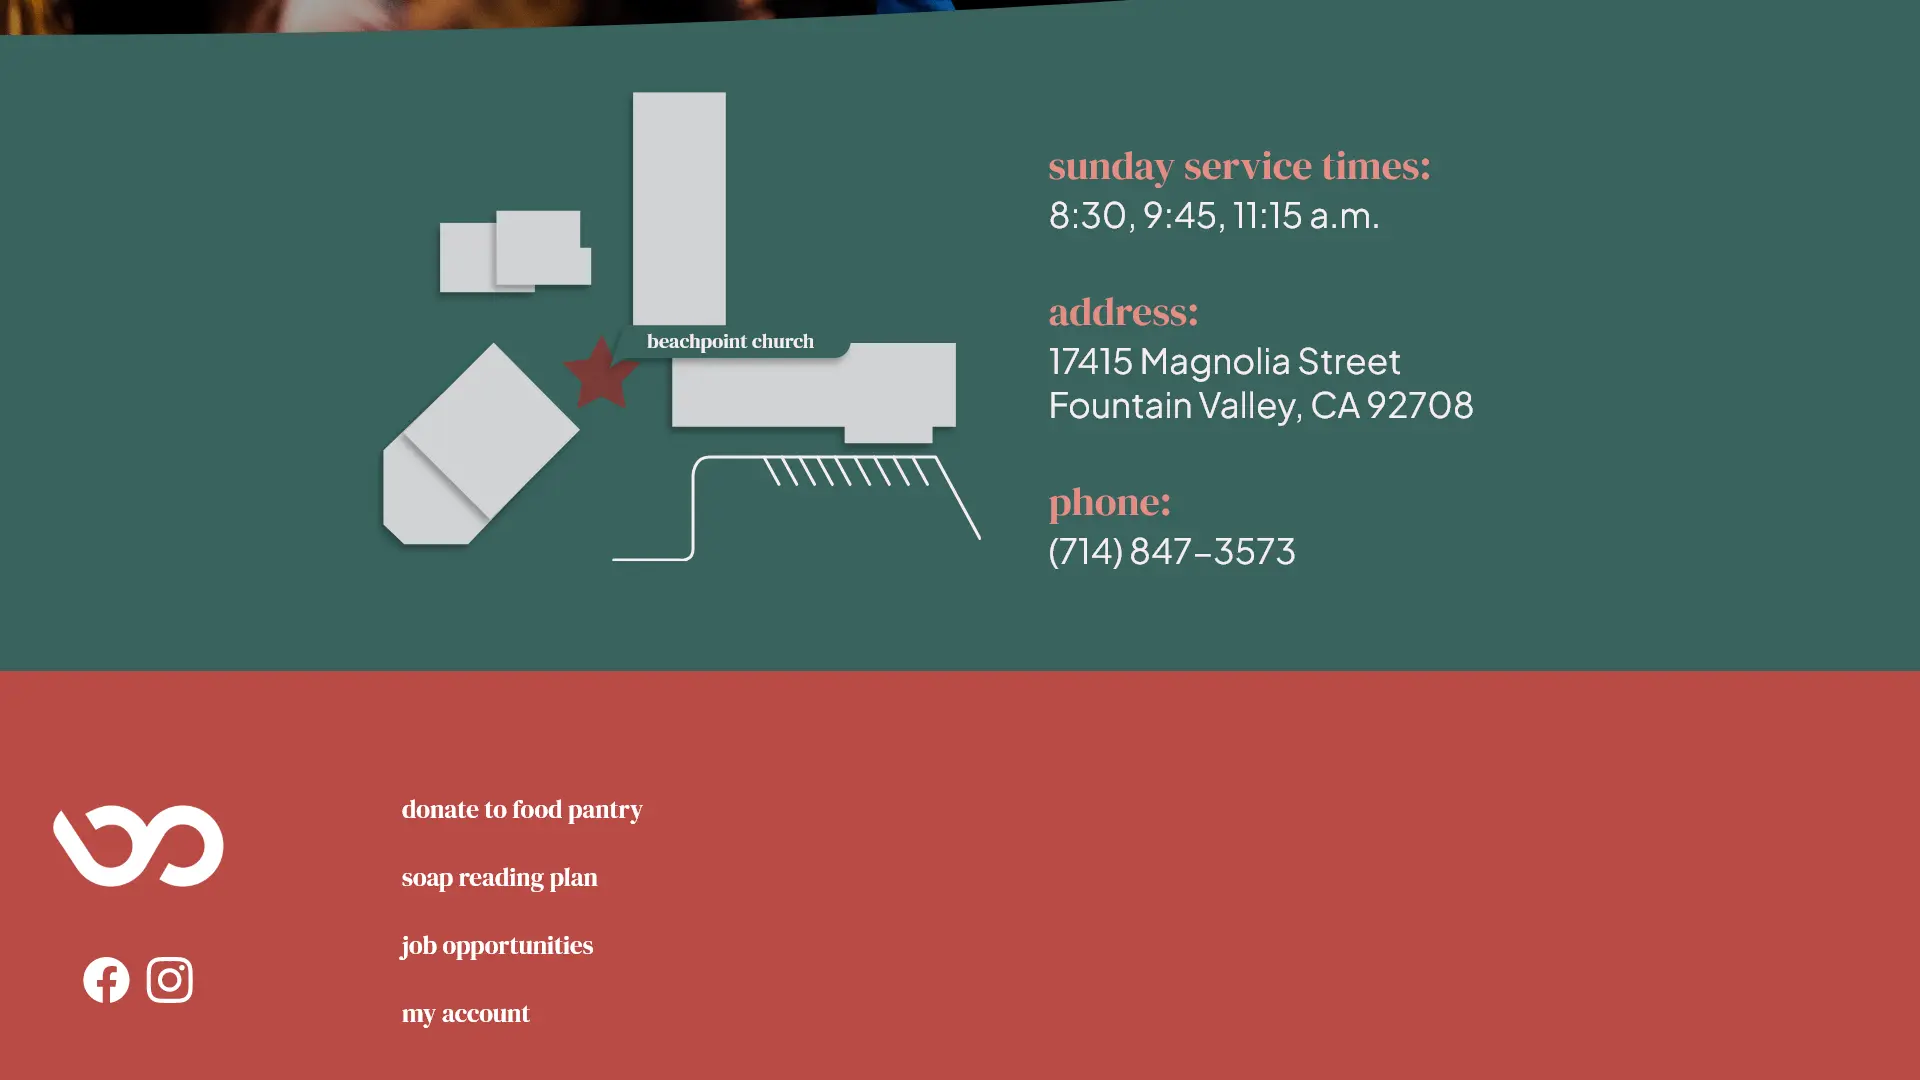 beachpoint church
sunday service times:
8:30, 9:45, 11:15 a.m.
address:
17415 Magnolia Street
Fountain Valley, CA 92708
phone:
(714) 847-3573
donate to food pantry
soap reading plan
job opportunities
my account